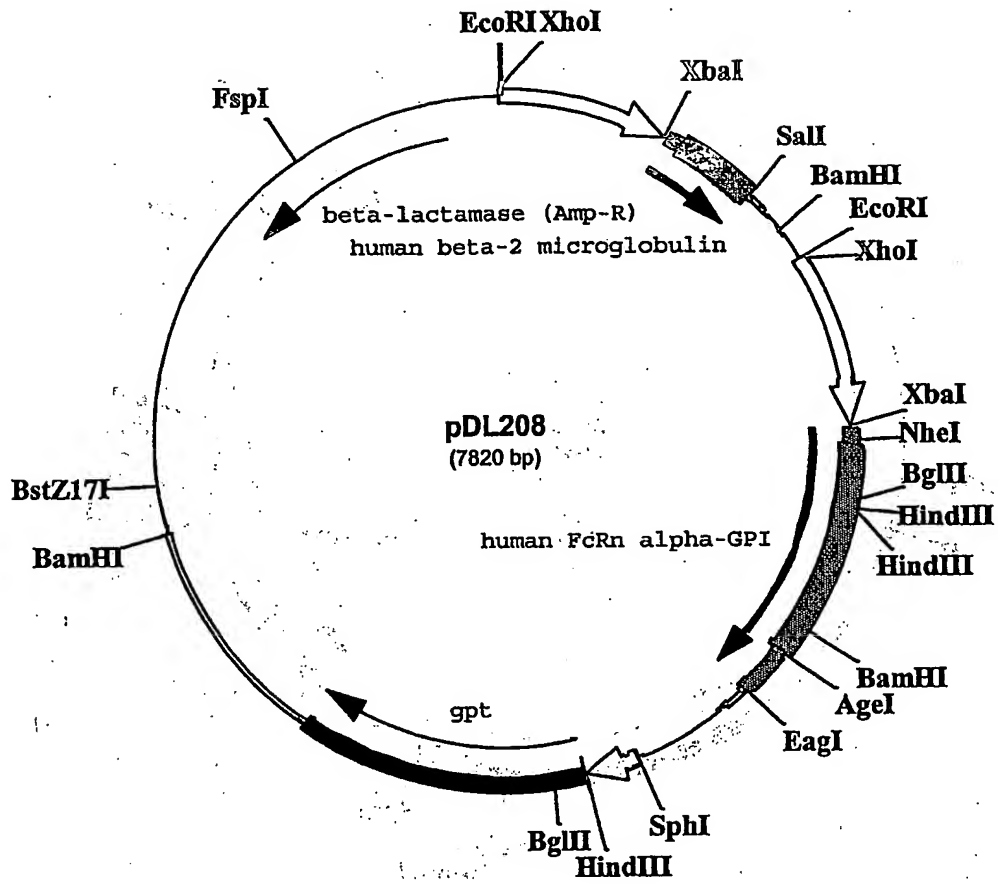 EcoRI XhoI
XbaI
FspI
SalI
BamHI
EcoRI
XhoI
beta-lactamase (Amp-R)
human beta-2 microglobulin
XbaI
NheI
pDL208
(7820 bp)
BglII
BstZ17I
HindIII
human FcRn alpha-GPI
BamHI
HindIII
BamHI
AgeI
gpt
EagI
SphI
BglII
HindIII